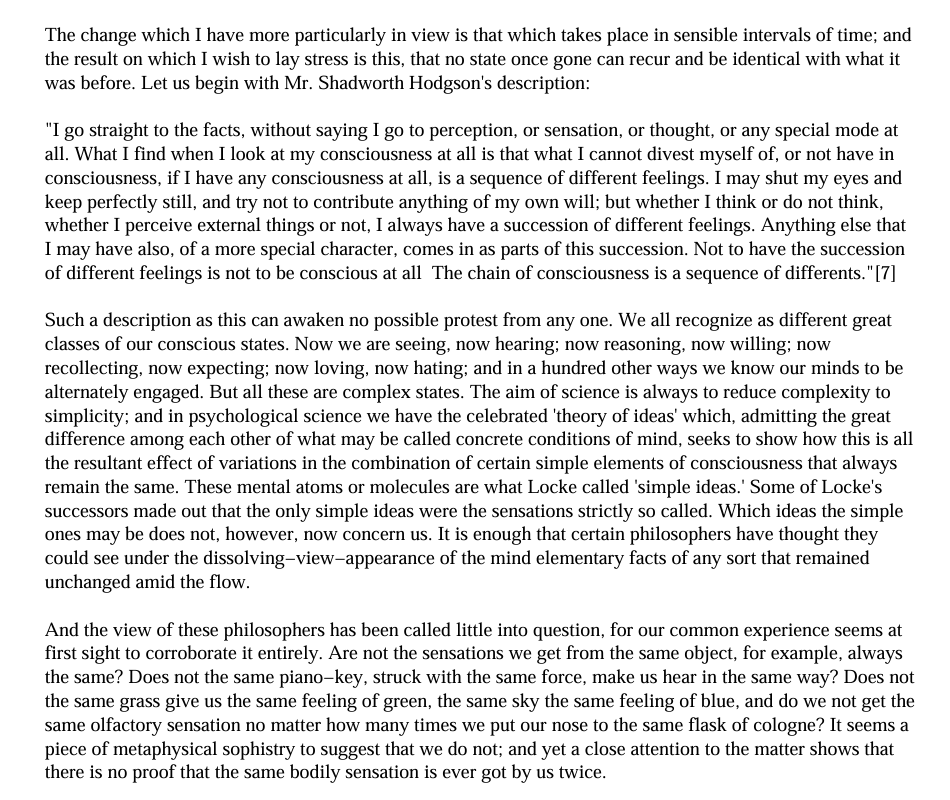 The change which I have more particularly in view is that which takes place in sensible intervals of time; and
the result on which I wish to lay stress is this, that no state once gone can recur and be identical with what it
was before. Let us begin with Mr. Shadworth Hodgson's description:
"I go straight to the facts, without saying I go to perception, or sensation, or thought, or any special mode at
all. What I find when I look at my consciousness at all is that what I cannot divest myself of, or not have in
consciousness, if I have any consciousness at all, is a sequence of different feelings. I may shut my eyes and
keep perfectly still, and try not to contribute anything of my own will; but whether I think or do not think,
whether I perceive external things or not, I always have a succession of different feelings. Anything else that
I may have also, of a more special character, comes in as parts of this succession. Not to have the succession
of different feelings is not to be conscious at all  The chain of consciousness is a sequence of differents."[7]
Such a description as this can awaken no possible protest from any one. We all recognize as different great
classes of our conscious states. Now we are seeing, now hearing; now reasoning, now willing; now
recollecting, now expecting; now loving, now hating; and in a hundred other ways we know our minds to be
alternately engaged. But all these are complex states. The aim of science is always to reduce complexity to
simplicity; and in psychological science we have the celebrated 'theory of ideas' which, admitting the great
difference among each other of what may be called concrete conditions of mind, seeks to show how this is all
the resultant effect of variations in the combination of certain simple elements of consciousness that always
remain the same. These mental atoms or molecules are what Locke called 'simple ideas.' Some of Locke's
successors made out that the only simple ideas were the sensations strictly so called. Which ideas the simple
ones may be does not, however, now concern us. It is enough that certain philosophers have thought they
could see under the dissolving−view−appearance of the mind elementary facts of any sort that remained
unchanged amid the flow.
And the view of these philosophers has been called little into question, for our common experience seems at
first sight to corroborate it entirely. Are not the sensations we get from the same object, for example, always
the same? Does not the same piano−key, struck with the same force, make us hear in the same way? Does not
the same grass give us the same feeling of green, the same sky the same feeling of blue, and do we not get the
same olfactory sensation no matter how many times we put our nose to the same flask of cologne? It seems a
piece of metaphysical sophistry to suggest that we do not; and yet a close attention to the matter shows that
there is no proof that the same bodily sensation is ever got by us twice.